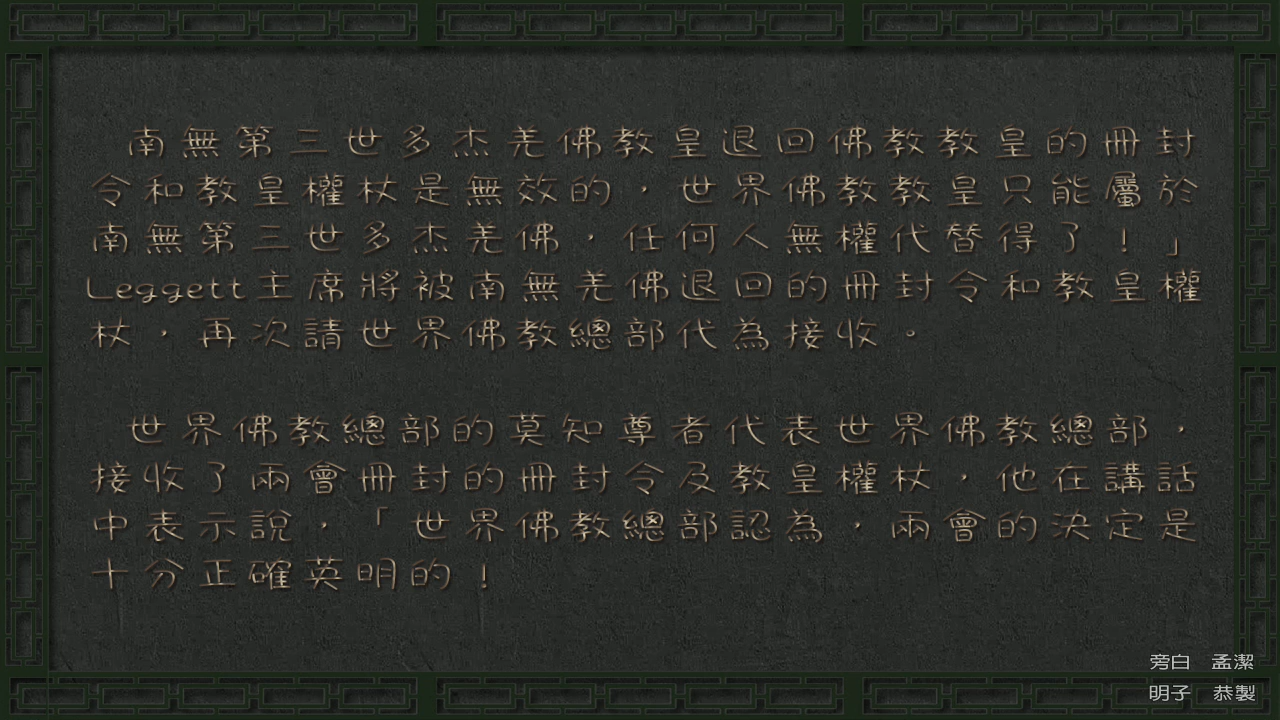 南無第三世多杰羌佛教皇退回佛教教皇的冊封
令和教皇權杖是無效的，世界佛教教皇只能屬於
南無第三世多杰羌佛，任何人無權代替得了！」
Leggett主席將被南無羌佛退回的冊封令和教皇權
杖，再次請世界佛教總部代為接收。
世界佛教總部的莫知尊者代表世界佛教總部，
接收了兩會冊封的冊封令及教皇權杖，他在講話
中表示說，「世界佛教總部認為，兩會的決定是
十分正確英明的！
旁白　孟潔
明子　恭製